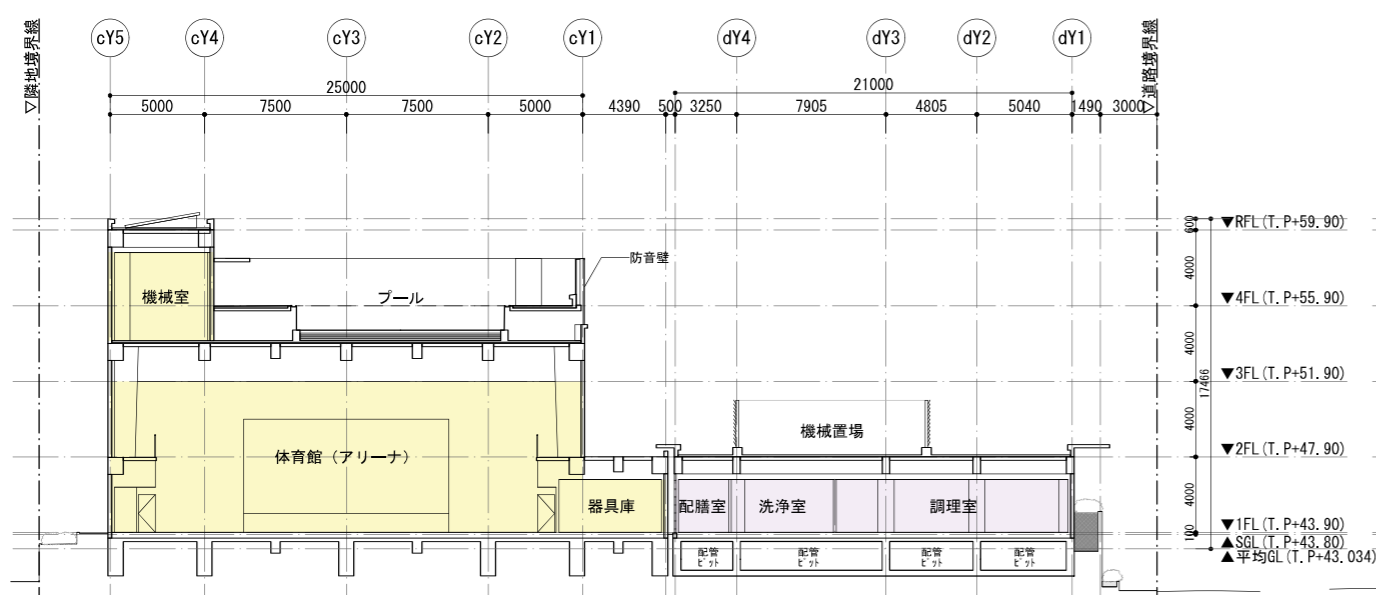 ▽隣地境界線
cY5
cY4
cY3
cY2
cY1
dY4
dY3
dY2
dY1
▽道路境界線
25000
21000
5000
7500
7500
5000
4390
500
3250
7905
4805
5040
1490
3000
防音壁
機械室
プール
機械置場
体育館（アリーナ）
器具庫
配膳室
洗浄室
調理室
配管
ピット
配管
ピット
配管
ピット
配管
ピット
600
4000
4000
4000
4000
100
17466
▼RFL(T.P+59.90)
▼4FL(T.P+55.90)
▼3FL(T.P+51.90)
▼2FL(T.P+47.90)
▼1FL(T.P+43.90)
▲SGL(T.P+43.80)
▲平均GL(T.P+43.034)